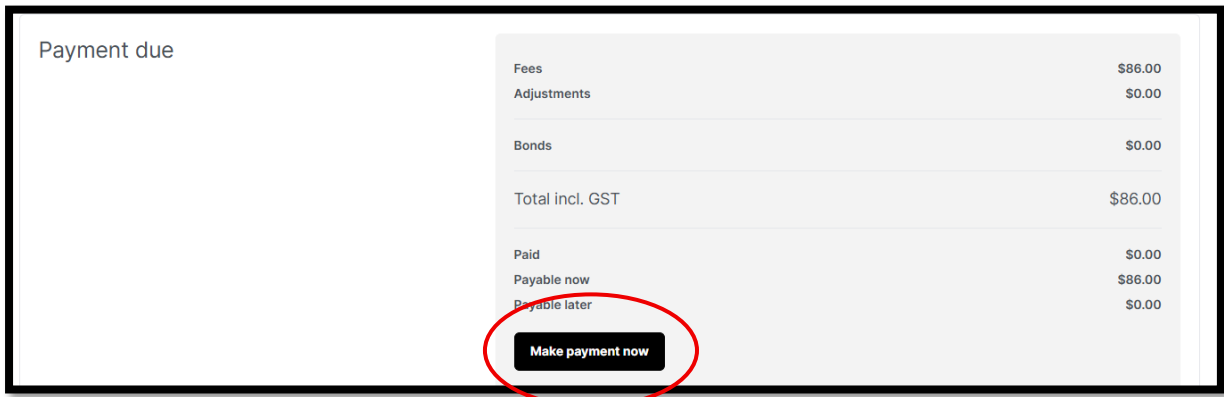 Payment due
Fees $86.00
Adjustments $0.00
Bonds $0.00
Total incl. GST $86.00
Paid $0.00
Payable now $86.00
Payable later $0.00
Make payment now